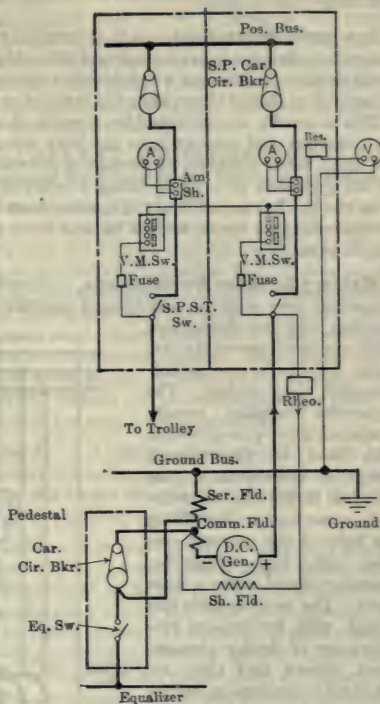 Pos. Bus.
S.P. Car
Cir. Bkr.
Res.
A
A
V
Am
Sh.
V.M.Sw.
V.M.Sw.
Fuse
Fuse
S.P.S.T.
Sw.
Rheo.
To Trolley
Ground Bus.
Ser. Fld.
Pedestal
Comm. Fld.
Ground
Car.
Cir. Bkr.
D.C.
Gen.
- +
Sh. Fld.
Eq. Sw.
Equalizer